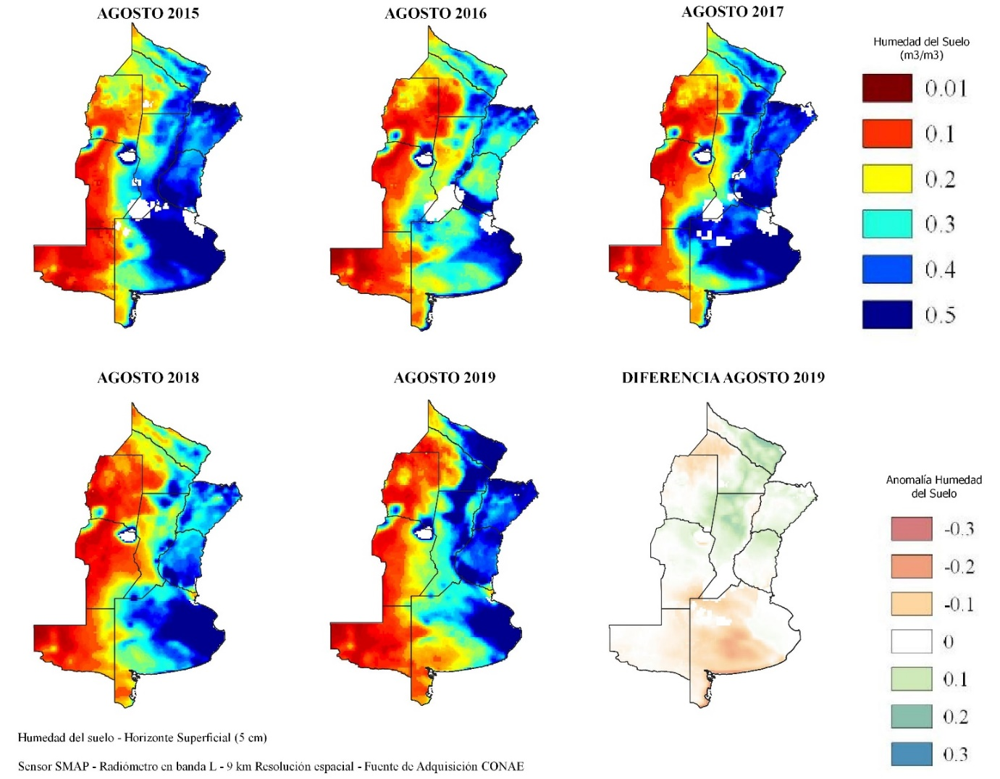 AGOSTO 2015
AGOSTO 2016
AGOSTO 2017
Humedad del Suelo
(m3/m3)
0.01
0.1
0.2
0.3
0.4
0.5
AGOSTO 2018
AGOSTO 2019
DIFERENCIA AGOSTO 2019
Anomalía Humedad
del Suelo
-0.3
-0.2
-0.1
0
0.1
0.2
0.3
Humedad del suelo - Horizonte Superficial (5 cm)
Sensor SMAP - Radiómetro en banda L - 9 km Resolución espacial - Fuente de Adquisición CONAE